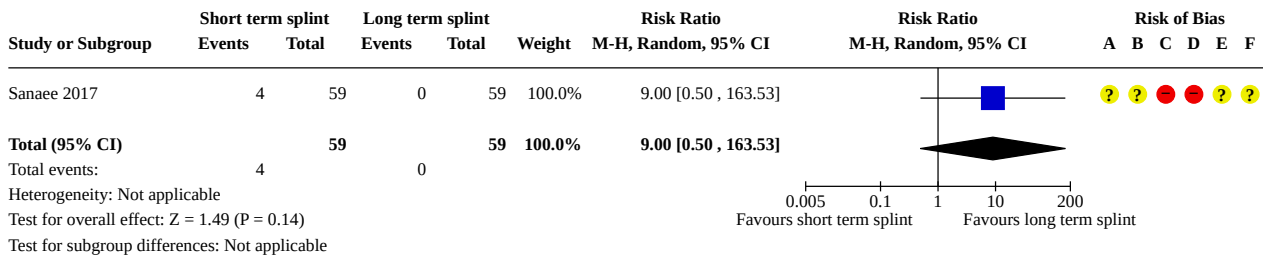 Short term splint Long term splint Risk Ratio Risk Ratio Risk of Bias
Study or Subgroup Events Total Events Total Weight M-H, Random, 95% CI M-H, Random, 95% CI A B C D E F
Sanaee 2017 4 59 0 59 100.0% 9.00 [0.50 , 163.53] ? ? − − ? ?
Total (95% CI) 59 59 100.0% 9.00 [0.50 , 163.53]
Total events: 4 0
Heterogeneity: Not applicable
0.005 0.1 1 10 200
Test for overall effect: Z = 1.49 (P = 0.14) Favours short term splint Favours long term splint
Test for subgroup differences: Not applicable